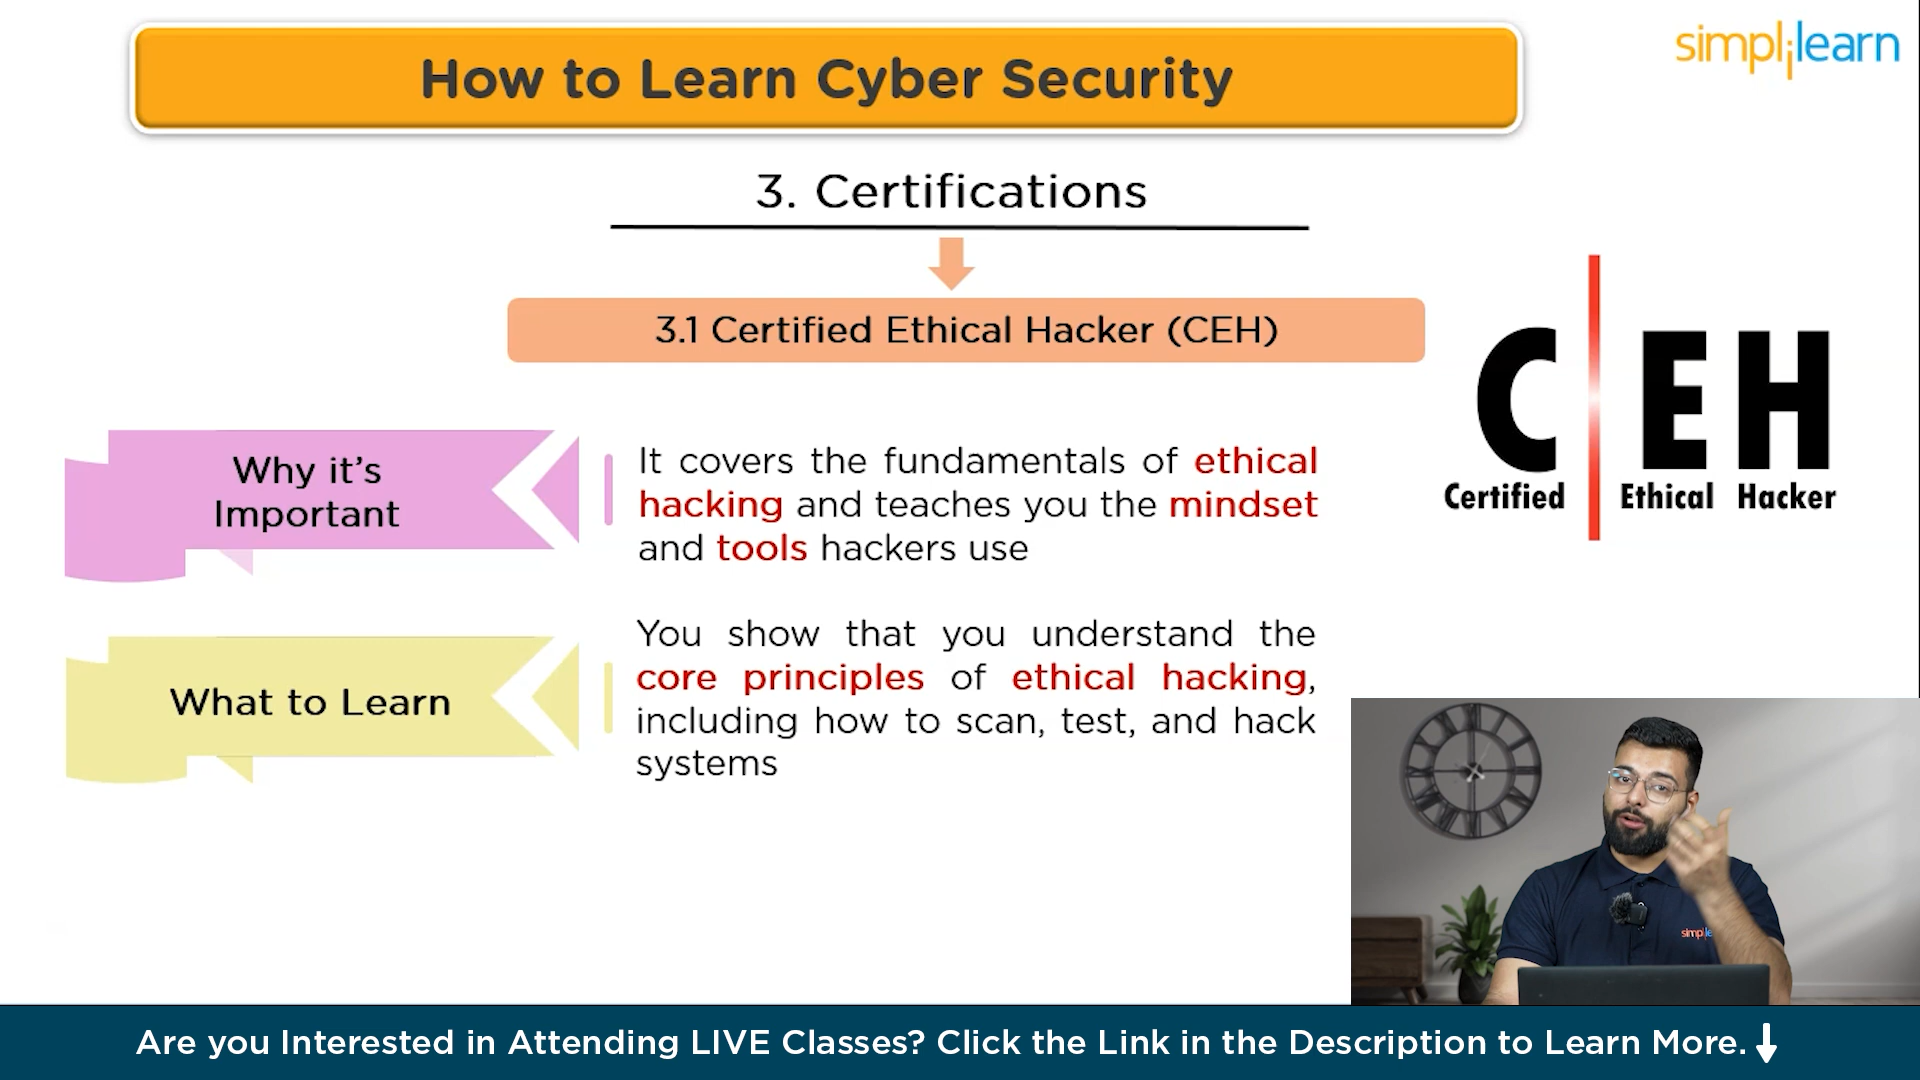 How to Learn Cyber Security
simplilearn
3. Certifications
3.1 Certified Ethical Hacker (CEH)
C EH
Certified Ethical Hacker
Why it's
Important
It covers the fundamentals of ethical
hacking and teaches you the mindset
and tools hackers use
What to Learn
You show that you understand the
core principles of ethical hacking,
including how to scan, test, and hack
systems
Are you Interested in Attending LIVE Classes? Click the Link in the Description to Learn More.